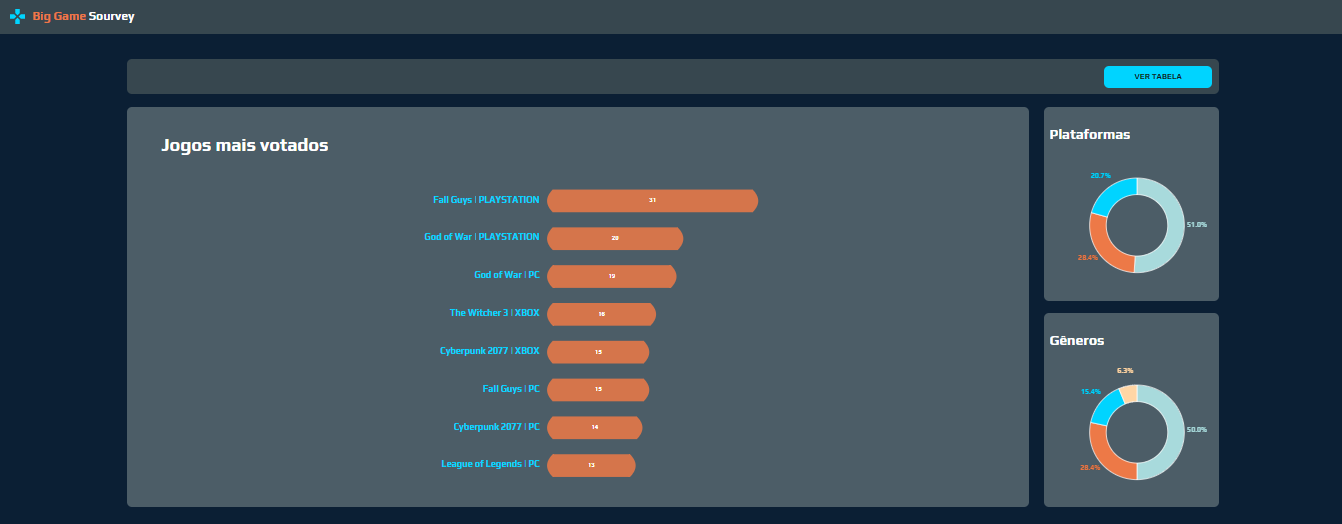 Big Game Sourvey
VER TABELA
Jogos mais votados
Fall Guys | PLAYSTATION
31
God of War | PLAYSTATION
20
God of War | PC
19
The Witcher 3 | XBOX
16
Cyberpunk 2077 | XBOX
15
Fall Guys | PC
15
Cyberpunk 2077 | PC
14
League of Legends | PC
13
Plataformas
20.7%
51.0%
28.4%
Gêneros
6.3%
15.4%
50.0%
28.4%